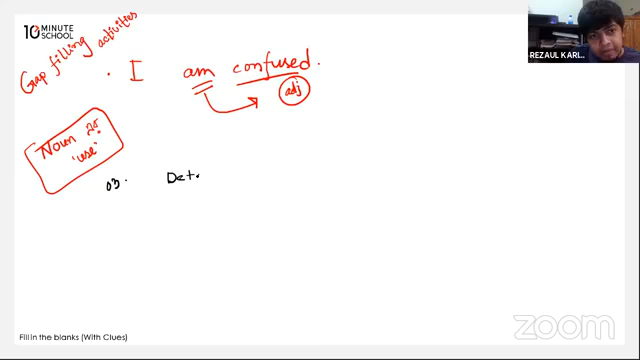 10 MINUTE
SCHOOL
REZAUL KARI...
Gap filling activities
. I am confused.
adj
Noun এর
'use'
03. Det.
Fill in the blanks (With Clues)
zoom